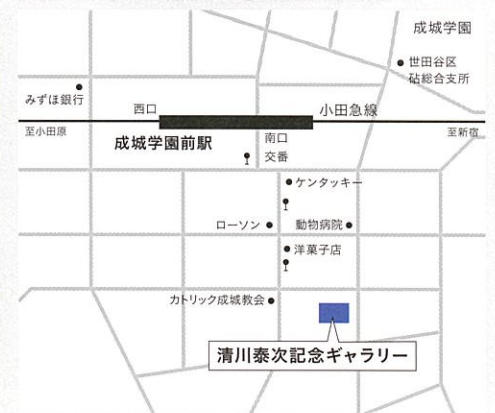 成城学園
世田谷区
砧総合支所
みずほ銀行
西口
小田急線
至小田原
至新宿
成城学園前駅
南口
交番
ケンタッキー
ローソン
動物病院
洋菓子店
カトリック成城教会
清川泰次記念ギャラリー